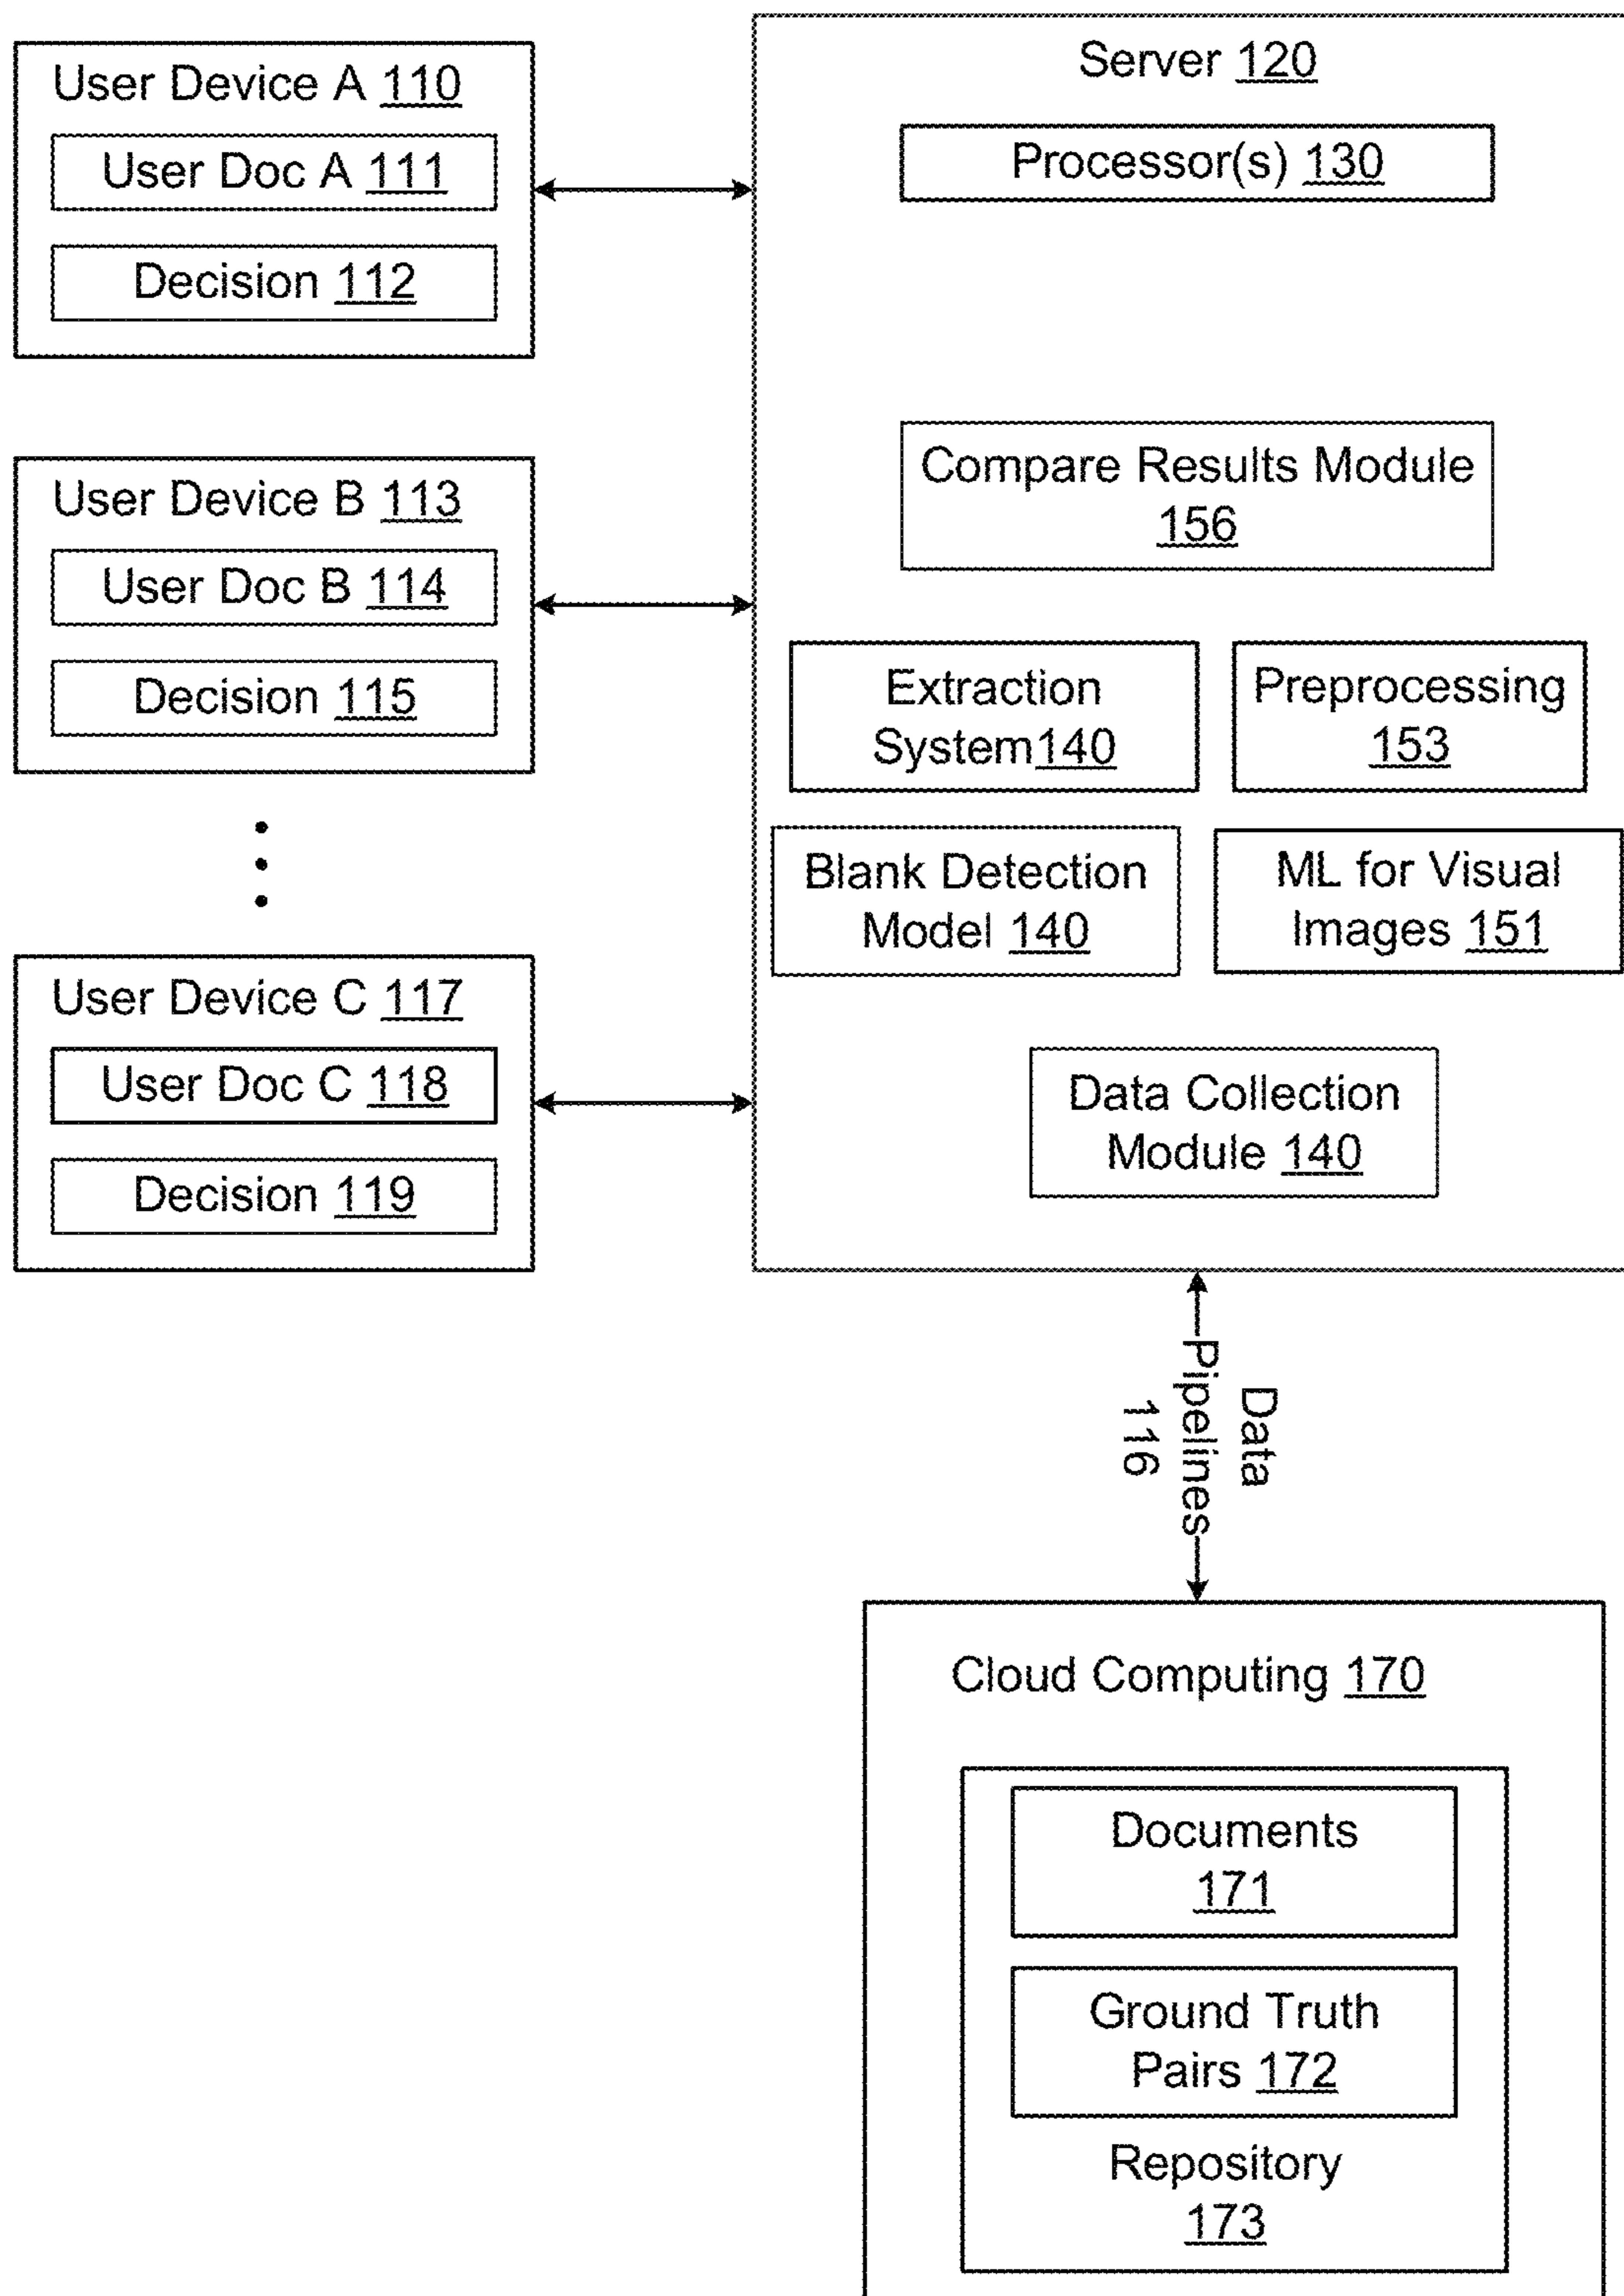 User Device A 110
User Doc A 111
Decision 112
User Device B 113
User Doc B 114
Decision 115
User Device C 117
User Doc C 118
Decision 119
Server 120
Processor(s) 130
Compare Results Module
156
Extraction
System140
Preprocessing
153
Blank Detection
Model 140
ML for Visual
Images 151
Data Collection
Module 140
Data
Pipelines
116
Cloud Computing 170
Documents
171
Ground Truth
Pairs 172
Repository
173